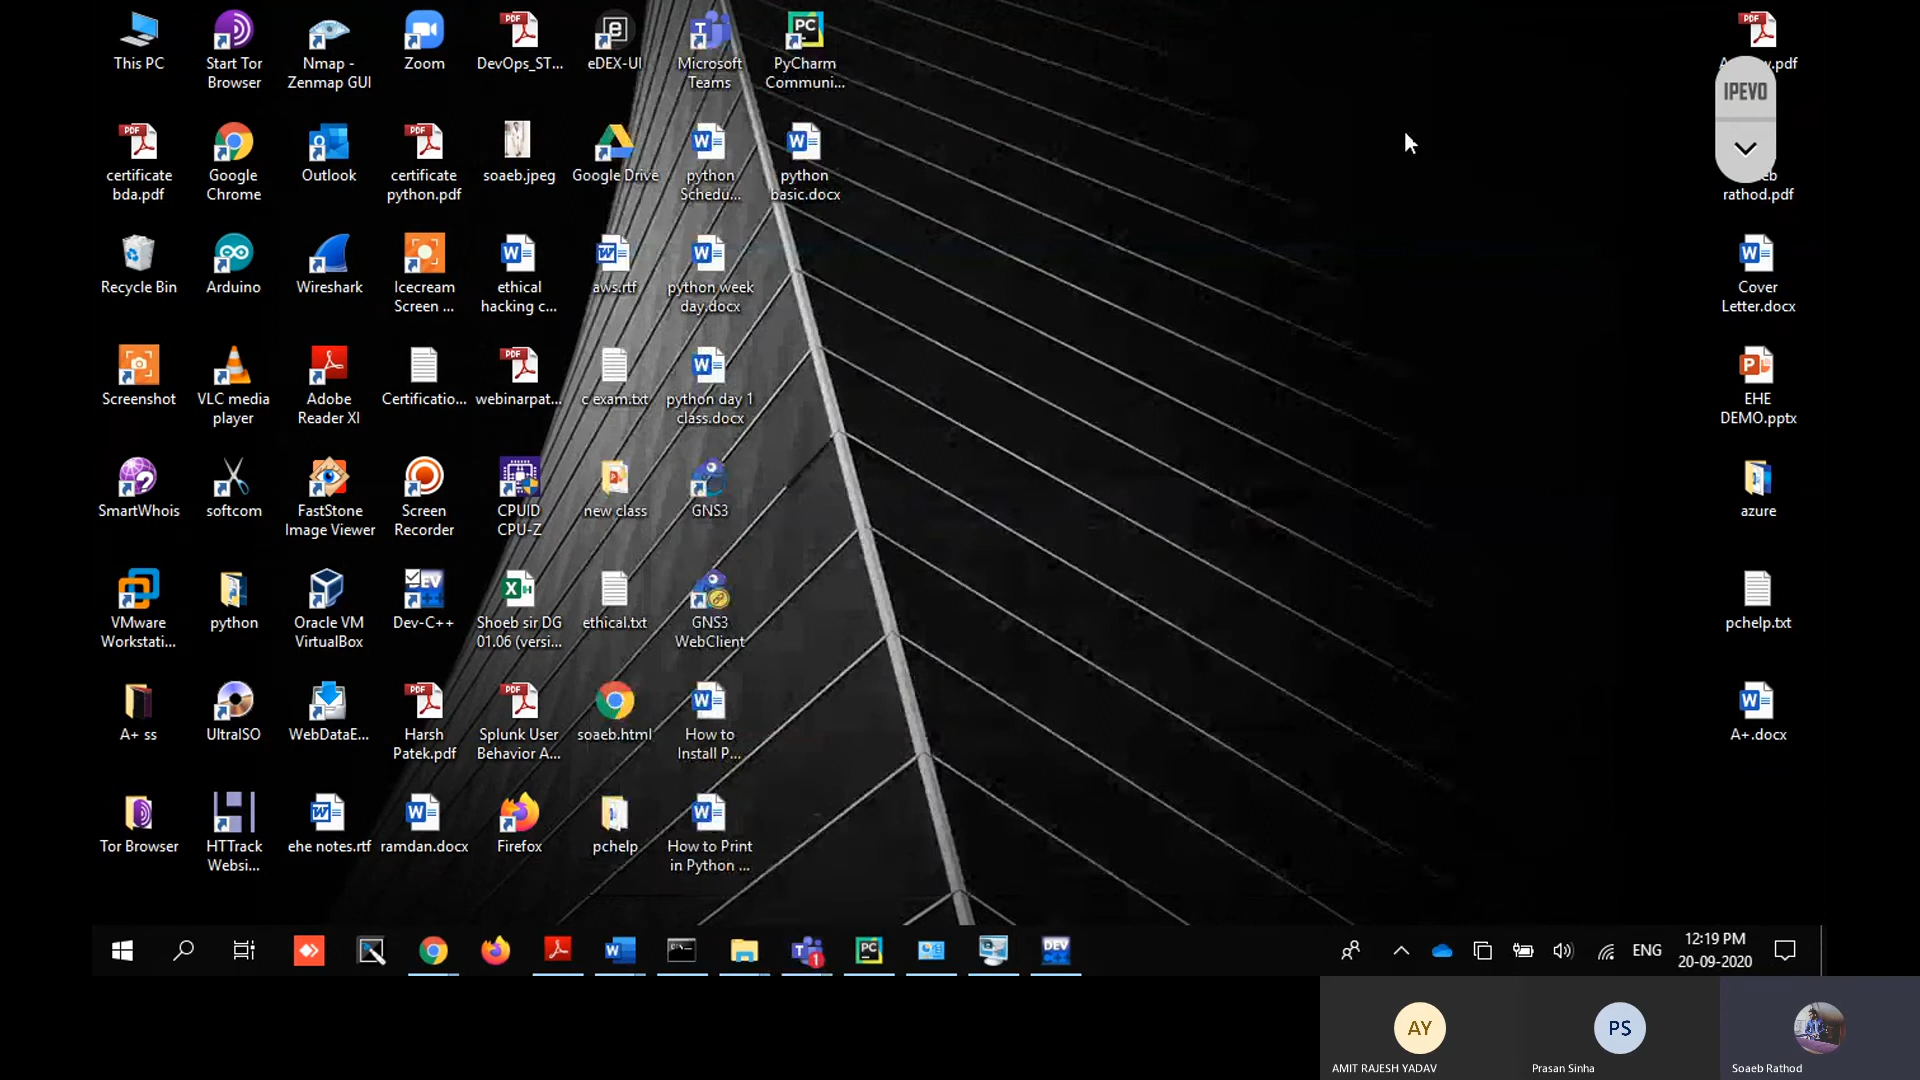 This PC
Start Tor
Browser
Nmap -
Zenmap GUI
Zoom
DevOps_ST...
eDEX-UI
Microsoft
Teams
PyCharm
Communi...
certificate
bda.pdf
Google
Chrome
Outlook
certificate
python.pdf
soaeb.jpeg
Google Drive
python
Schedu...
python
basic.docx
Recycle Bin
Arduino
Wireshark
Icecream
Screen ...
ethical
hacking c...
aws.rtf
python week
day.docx
Screenshot
VLC media
player
Adobe
Reader XI
Certificatio...
webinarpat...
c exam.txt
python day 1
class.docx
SmartWhois
softcom
FastStone
Image Viewer
Screen
Recorder
CPUID
CPU-Z
new class
GNS3
VMware
Workstati...
python
Oracle VM
VirtualBox
Dev-C++
Shoeb sir DG
01.06 (versi...
ethical.txt
GNS3
WebClient
A+ ss
UltraISO
WebDataE...
Harsh
Patek.pdf
Splunk User
Behavior A...
soaeb.html
How to
Install P...
Tor Browser
HTTrack
Websi...
ehe notes.rtf
ramdan.docx
Firefox
pchelp
How to Print
in Python ...
IPEVO
rathod.pdf
Cover
Letter.docx
EHE
DEMO.pptx
azure
pchelp.txt
A+.docx
ENG
12:19 PM
20-09-2020
AY
PS
AMIT RAJESH YADAV
Prasan Sinha
Soaeb Rathod